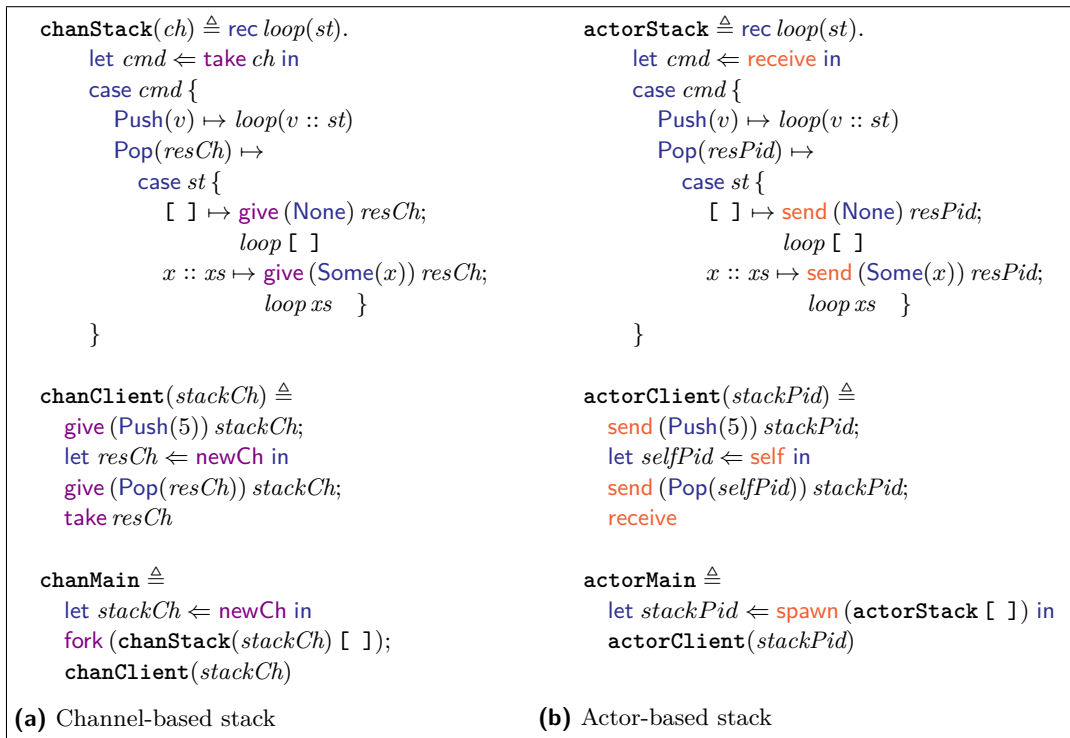 chanStack(ch) ≜ rec loop(st).
let cmd ⇐ take ch in
case cmd {
Push(v) ↦ loop(v :: st)
Pop(resCh) ↦
case st {
[ ] ↦ give (None) resCh;
loop [ ]
x :: xs ↦ give (Some(x)) resCh;
loop xs }
}
chanClient(stackCh) ≜
give (Push(5)) stackCh;
let resCh ⇐ newCh in
give (Pop(resCh)) stackCh;
take resCh
chanMain ≜
let stackCh ⇐ newCh in
fork (chanStack(stackCh) [ ]);
chanClient(stackCh)
(a) Channel-based stack
actorStack ≜ rec loop(st).
let cmd ⇐ receive in
case cmd {
Push(v) ↦ loop(v :: st)
Pop(resPid) ↦
case st {
[ ] ↦ send (None) resPid;
loop [ ]
x :: xs ↦ send (Some(x)) resPid;
loop xs }
}
actorClient(stackPid) ≜
send (Push(5)) stackPid;
let selfPid ⇐ self in
send (Pop(selfPid)) stackPid;
receive
actorMain ≜
let stackPid ⇐ spawn (actorStack [ ]) in
actorClient(stackPid)
(b) Actor-based stack